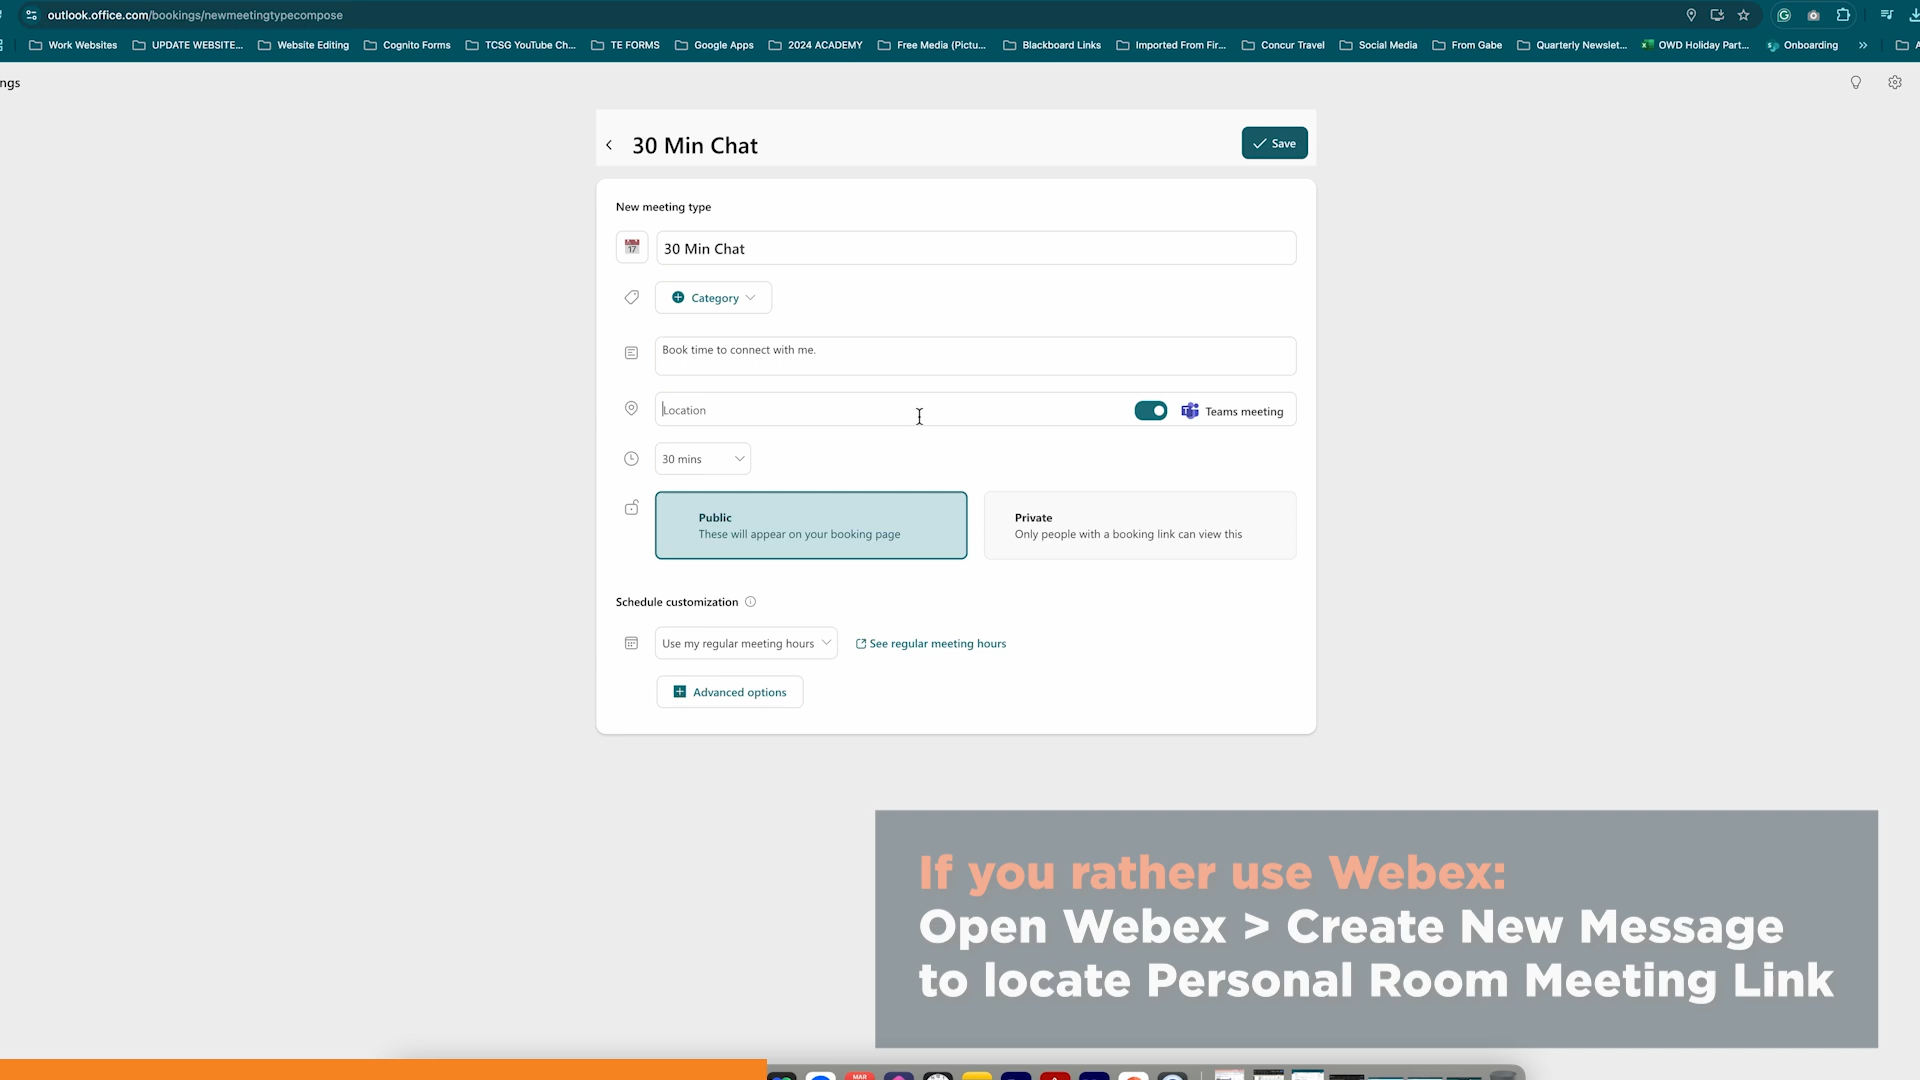 outlook.office.com/bookings/newmeetingtypecompose
Work Websites UPDATE WEBSITE... Website Editing Cognito Forms TCSG YouTube Ch... TE FORMS Google Apps 2024 ACADEMY Free Media (Pictu... Blackboard Links Imported From Fir... Concur Travel Social Media From Gabe Quarterly Newslet... OWD Holiday Part... Onboarding »
ngs
30 Min Chat
Save
New meeting type
17
30 Min Chat
Category
Book time to connect with me.
Location
Teams meeting
30 mins
Public
These will appear on your booking page
Private
Only people with a booking link can view this
Schedule customization
Use my regular meeting hours
See regular meeting hours
Advanced options
If you rather use Webex:
Open Webex > Create New Message
to locate Personal Room Meeting Link
MAR